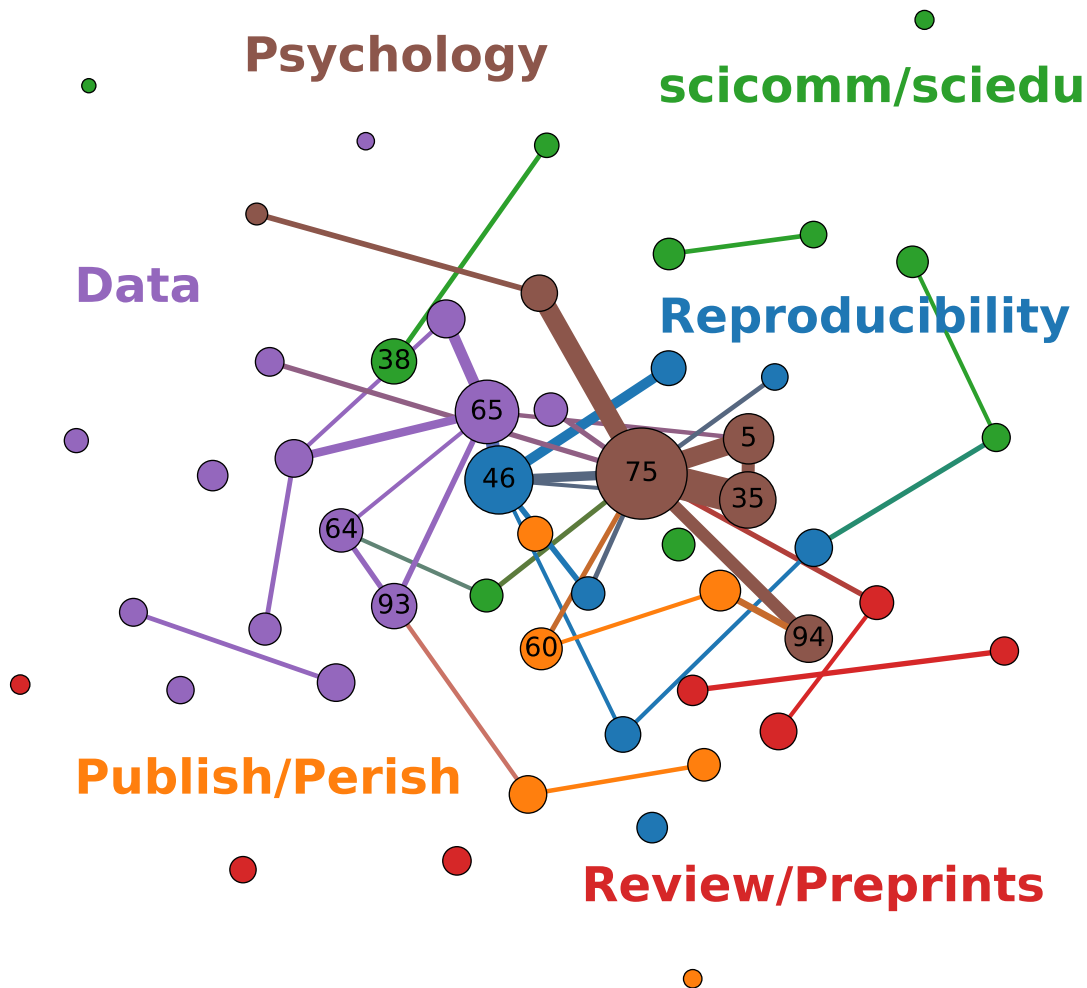 Psychology
scicomm/sciedu
Data
Reproducibility
38
65
5
46
75
35
64
93
94
60
Publish/Perish
Review/Preprints